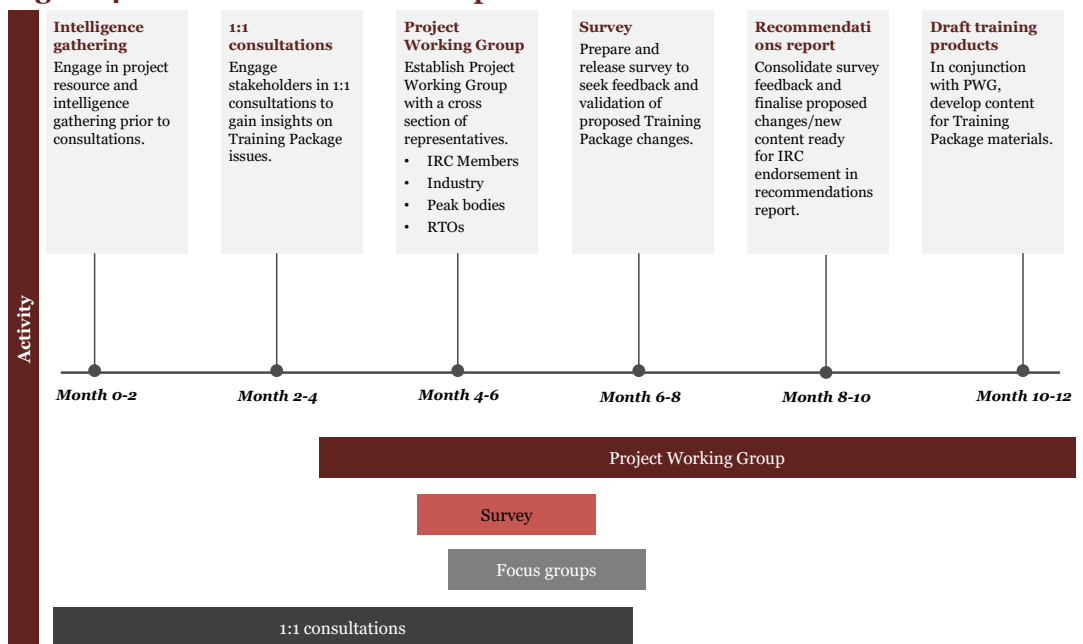 Intelligence
gathering
Engage in project
resource and
intelligence
gathering prior to
consultations.
1:1
consultations
Engage
stakeholders in 1:1
consultations to
gain insights on
Training Package
issues.
Project
Working Group
Establish Project
Working Group
with a cross
section of
representatives.
• IRC Members
• Industry
• Peak bodies
• RTOs
Survey
Prepare and
release survey to
seek feedback and
validation of
proposed Training
Package changes.
Recommendati
ons report
Consolidate survey
feedback and
finalise proposed
changes/new
content ready
for IRC
endorsement in
recommendations
report.
Draft training
products
In conjunction
with PWG,
develop content
for Training
Package materials.
Activity
Month 0-2
Month 2-4
Month 4-6
Month 6-8
Month 8-10
Month 10-12
Project Working Group
Survey
Focus groups
1:1 consultations